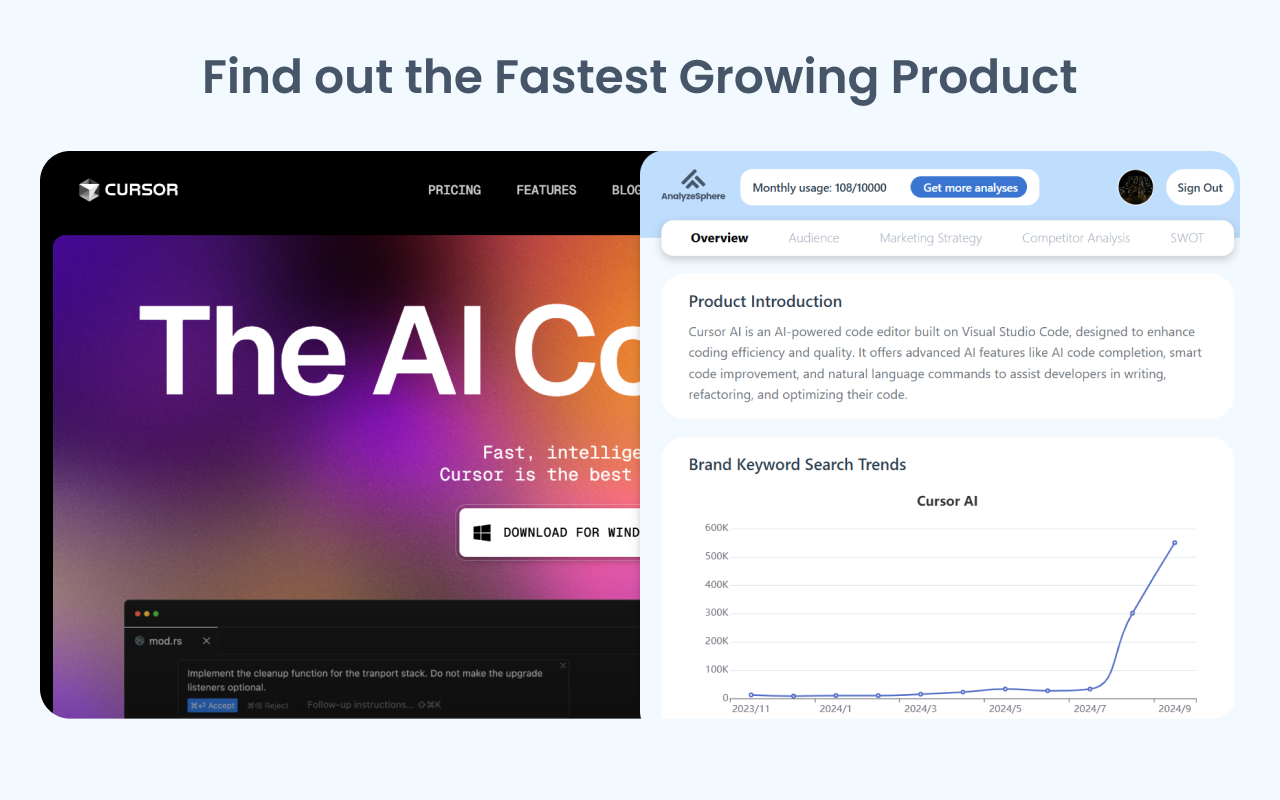 Find out the Fastest Growing Product
CURSOR
PRICING
FEATURES
The AI
Cursor is the best
DOWNLOAD FOR
mod.rs
Implement the cleanup function for the tranport stack. Do not make the upgrade
listeners optional.
⌘⏎ Accept
⌘⌫ Reject
Follow-up instructions... ⇧⌘K
AnalyzeSphere
Monthly usage: 108/10000
Get more analyses
Sign Out
Overview
Audience
Marketing Strategy
Competitor Analysis
SWOT
Product Introduction
Cursor AI is an AI-powered code editor built on Visual Studio Code, designed to enhance
coding efficiency and quality. It offers advanced AI features like AI code completion, smart
code improvement, and natural language commands to assist developers in writing,
refactoring, and optimizing their code.
Brand Keyword Search Trends
Cursor AI
600K
500K
400K
300K
200K
100K
0
2023/11
2024/1
2024/3
2024/5
2024/7
2024/9